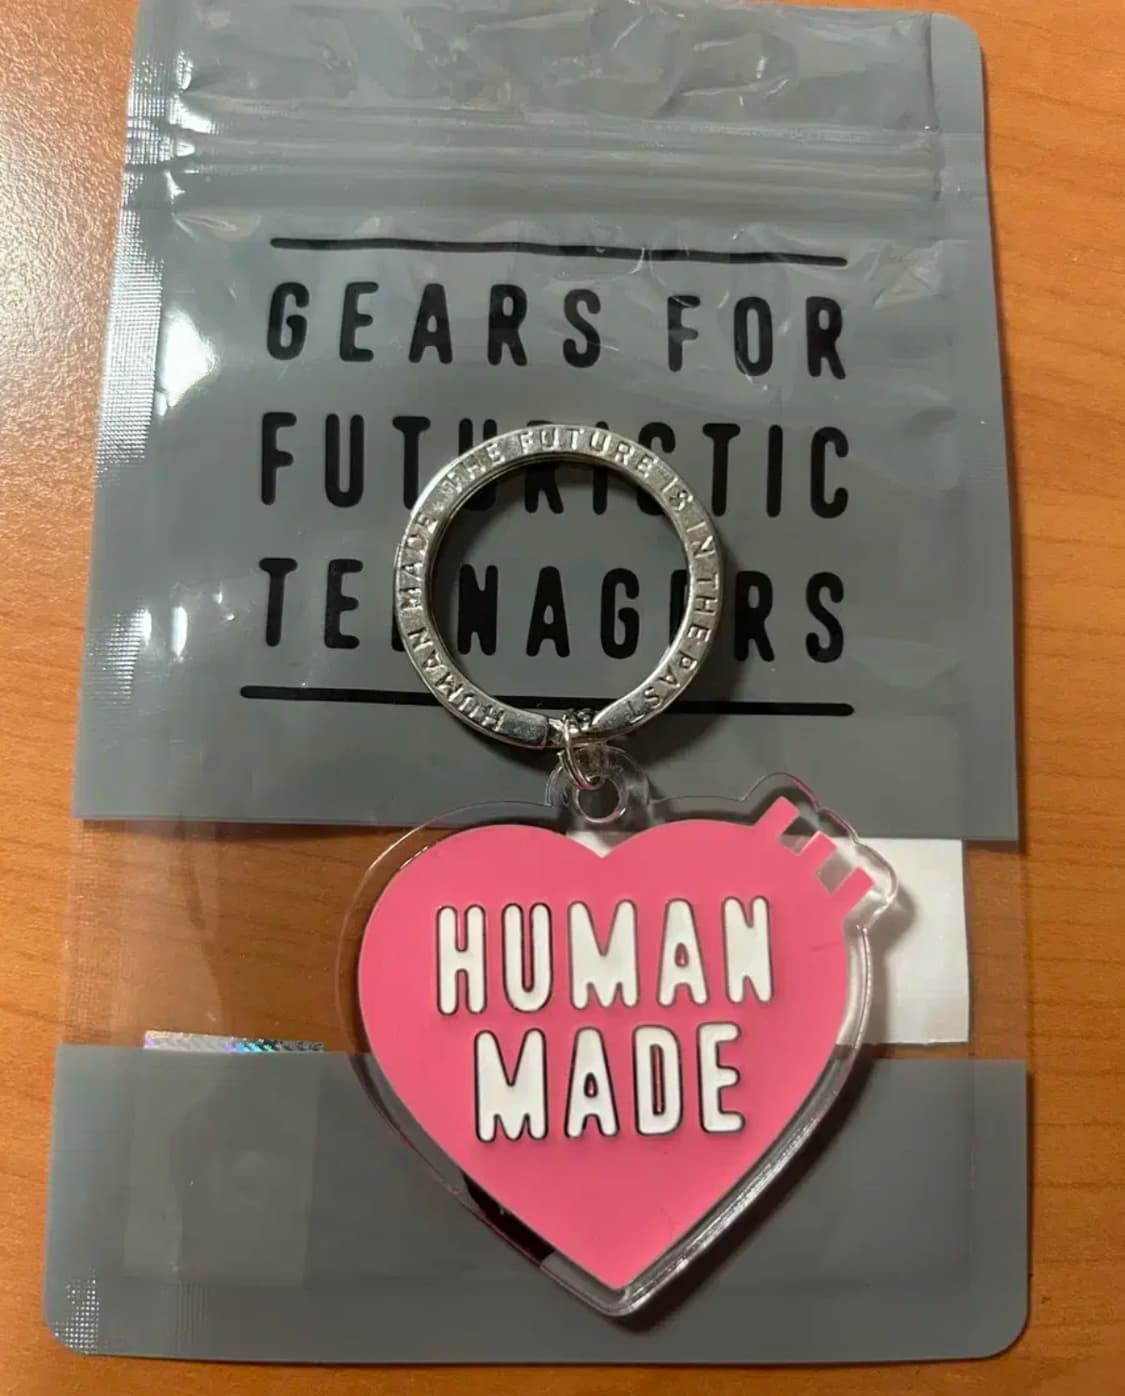 GEARS FOR
FUTURISTIC
TEENAGERS
HUMAN MADE THE FUTURE IS IN THE PAST
HUMAN
MADE